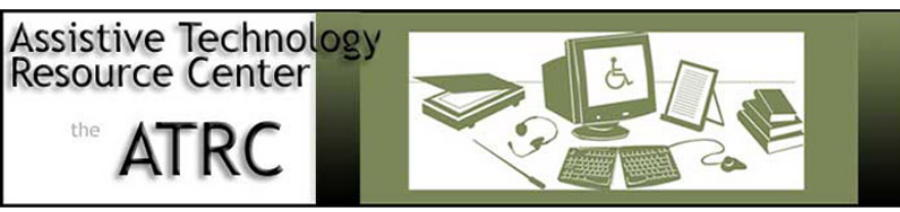 Assistive Technology
Resource Center
the
ATRC